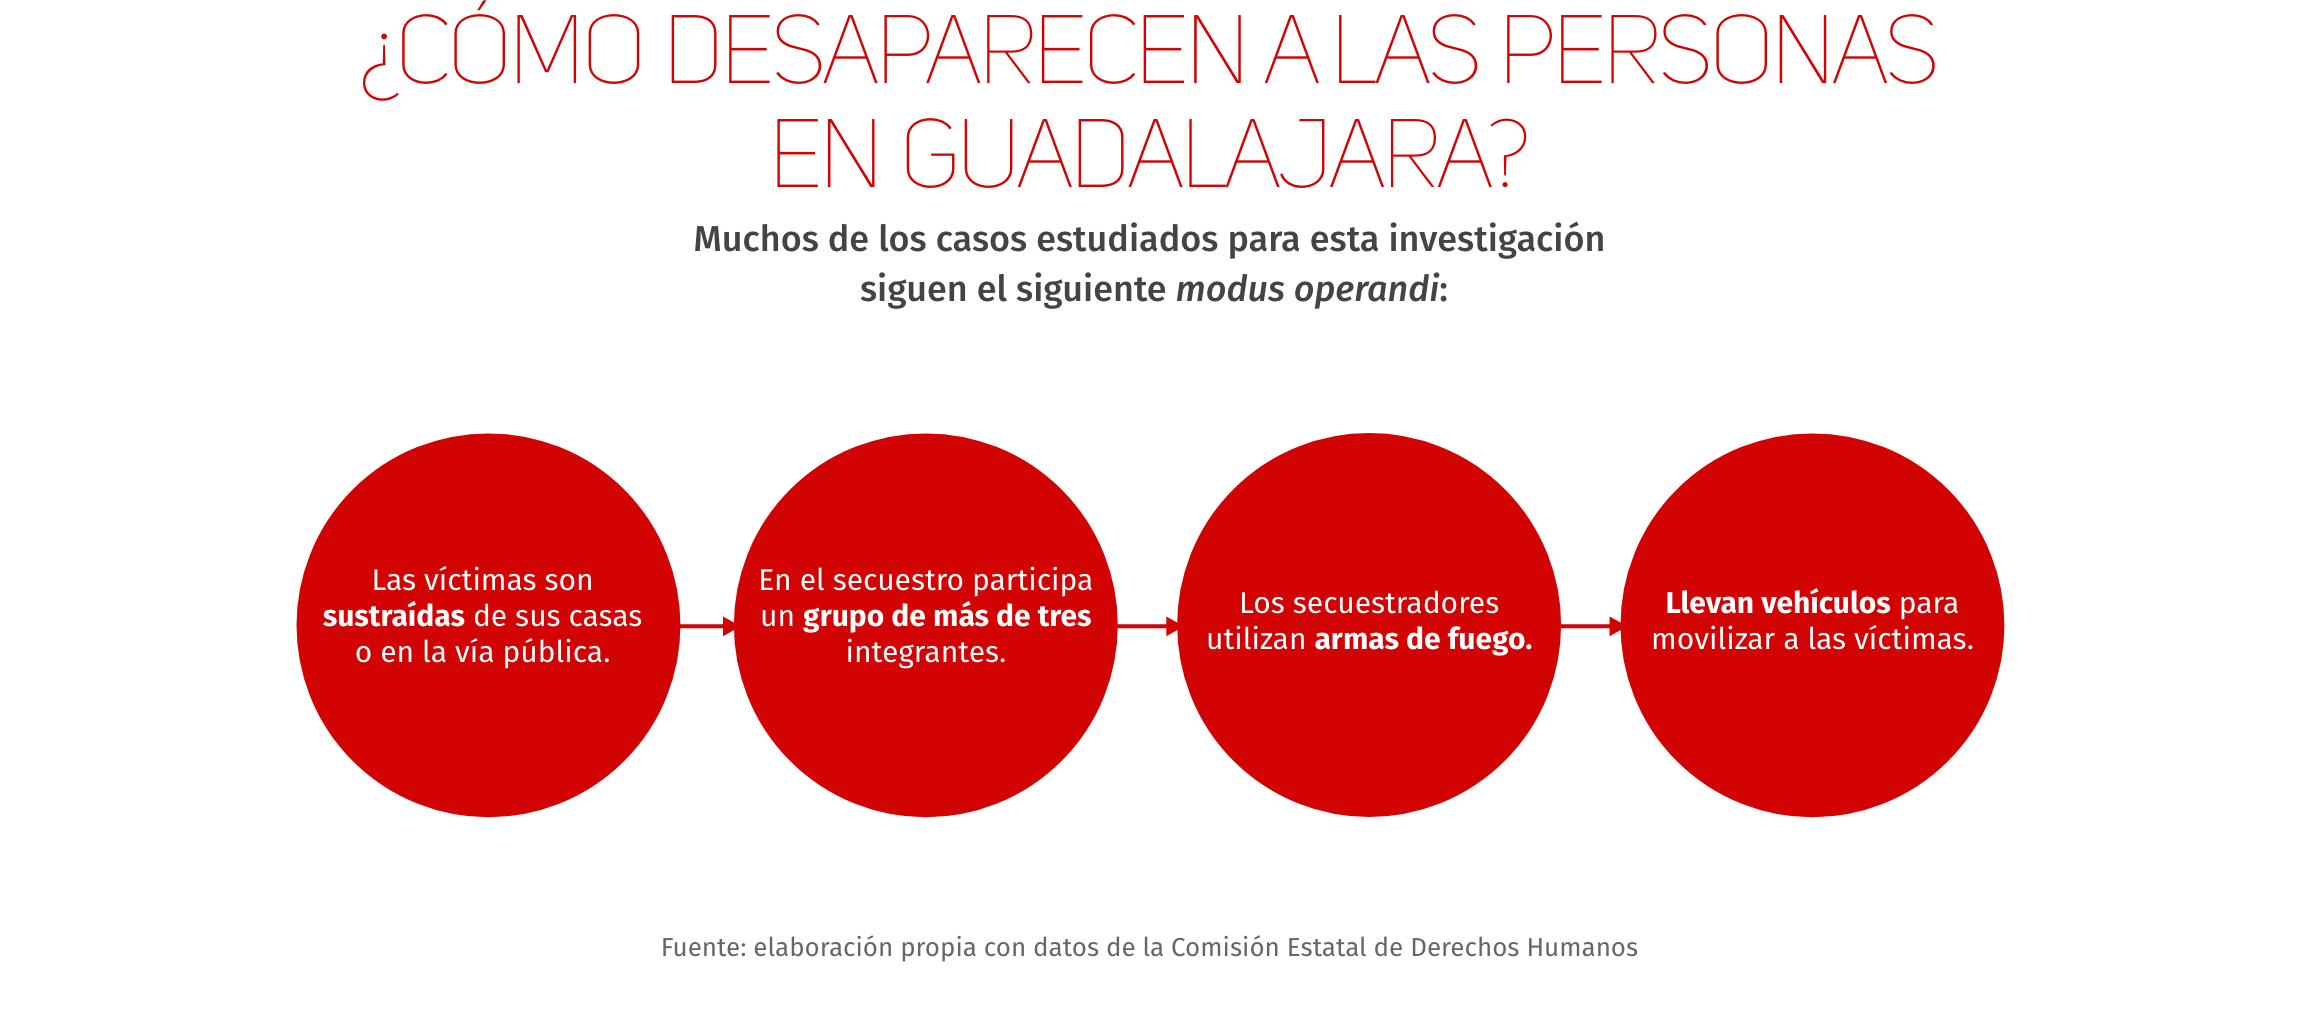 ¿CÓMO DESAPARECEN A LAS PERSONAS
EN GUADALAJARA?
Muchos de los casos estudiados para esta investigación
siguen el siguiente modus operandi:
Las víctimas son
sustraídas de sus casas
o en la vía pública.
En el secuestro participa
un grupo de más de tres
integrantes.
Los secuestradores
utilizan armas de fuego.
Llevan vehículos para
movilizar a las víctimas.
Fuente: elaboración propia con datos de la Comisión Estatal de Derechos Humanos